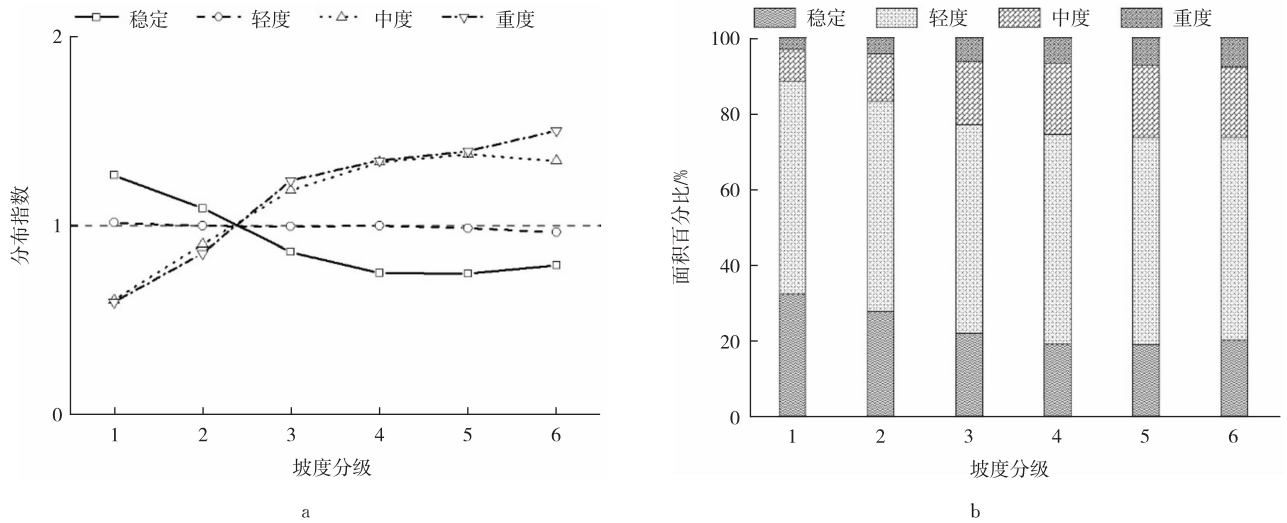 稳定 轻度 中度 重度
2
1
0
分布指数
1 2 3 4 5 6
坡度分级
a
稳定 轻度 中度 重度
100
80
60
40
20
0
面积百分比/%
1 2 3 4 5 6
坡度分级
b